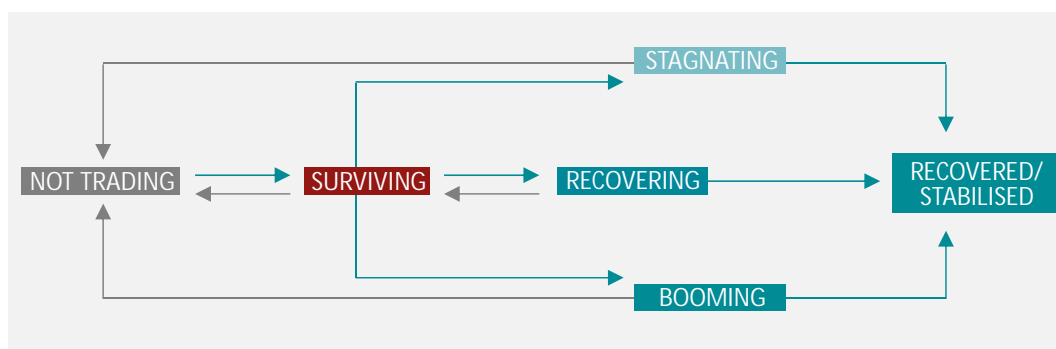 STAGNATING
NOT TRADING
SURVIVING
RECOVERING
RECOVERED/
STABILISED
BOOMING